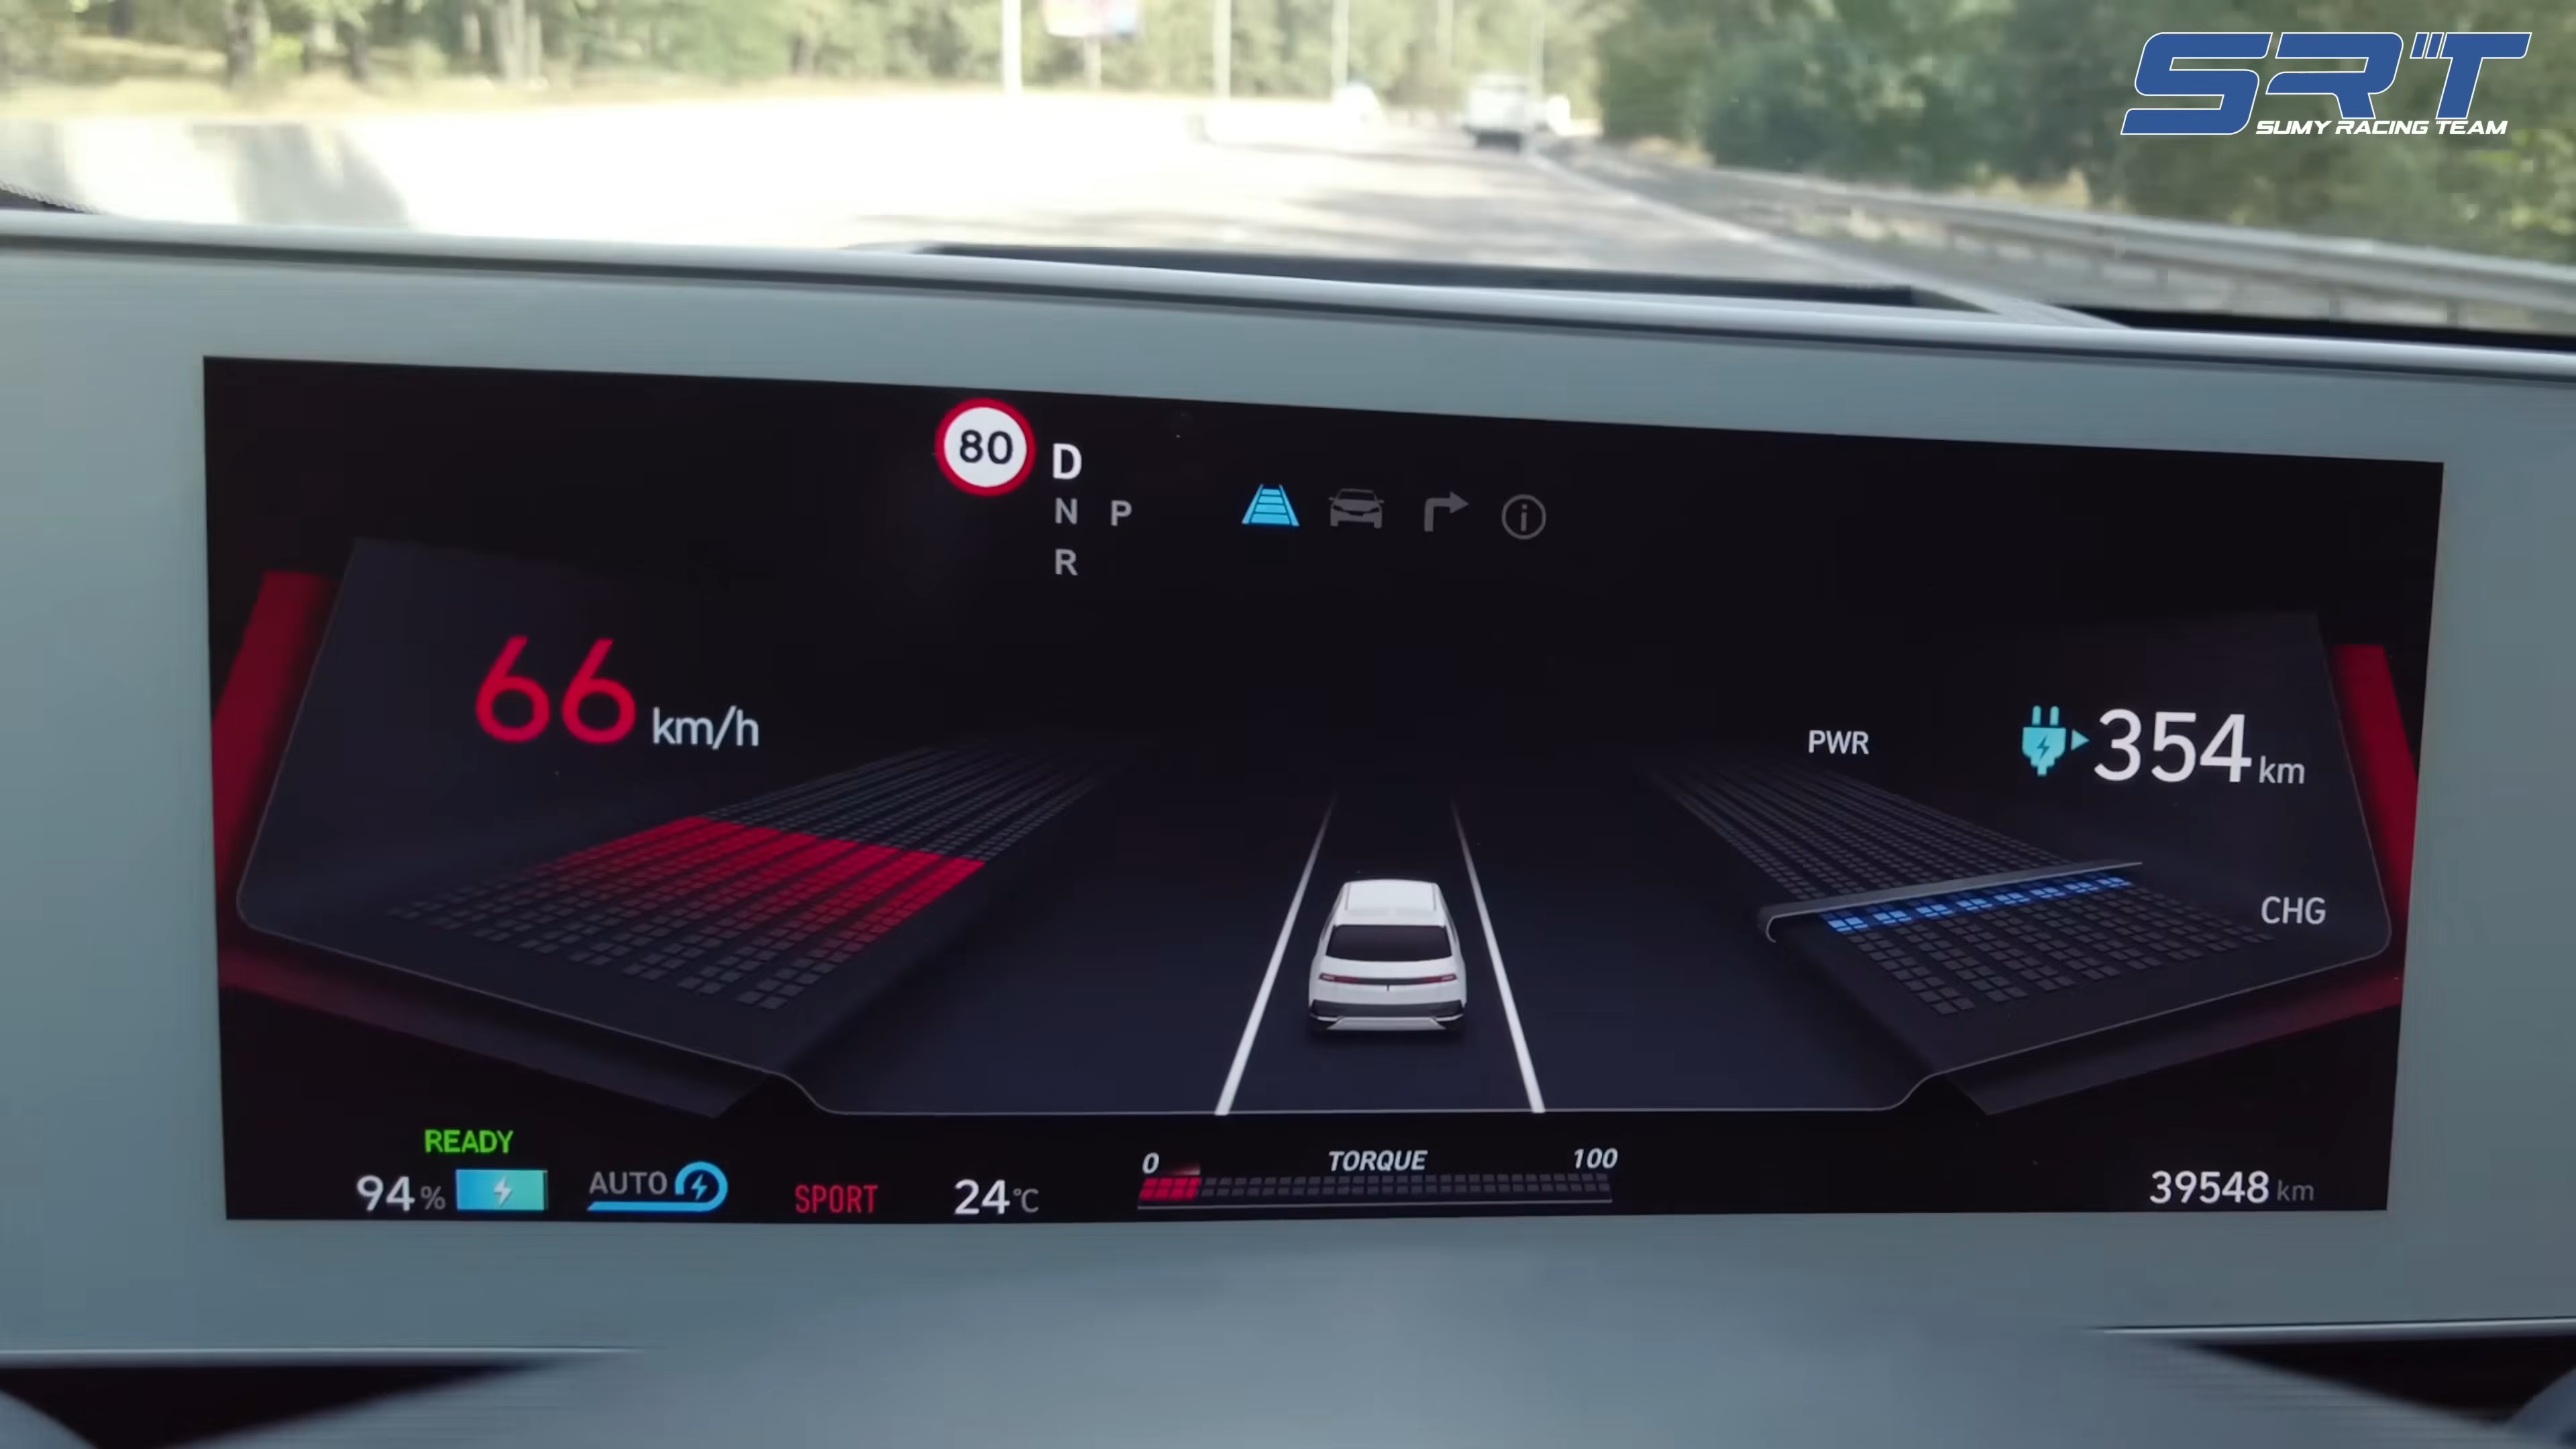 SRT
SUMY RACING TEAM
80
D
N P
R
66 km/h
PWR
354 km
CHG
READY
94 %
AUTO
SPORT
24 °C
0 TORQUE 100
39548 km